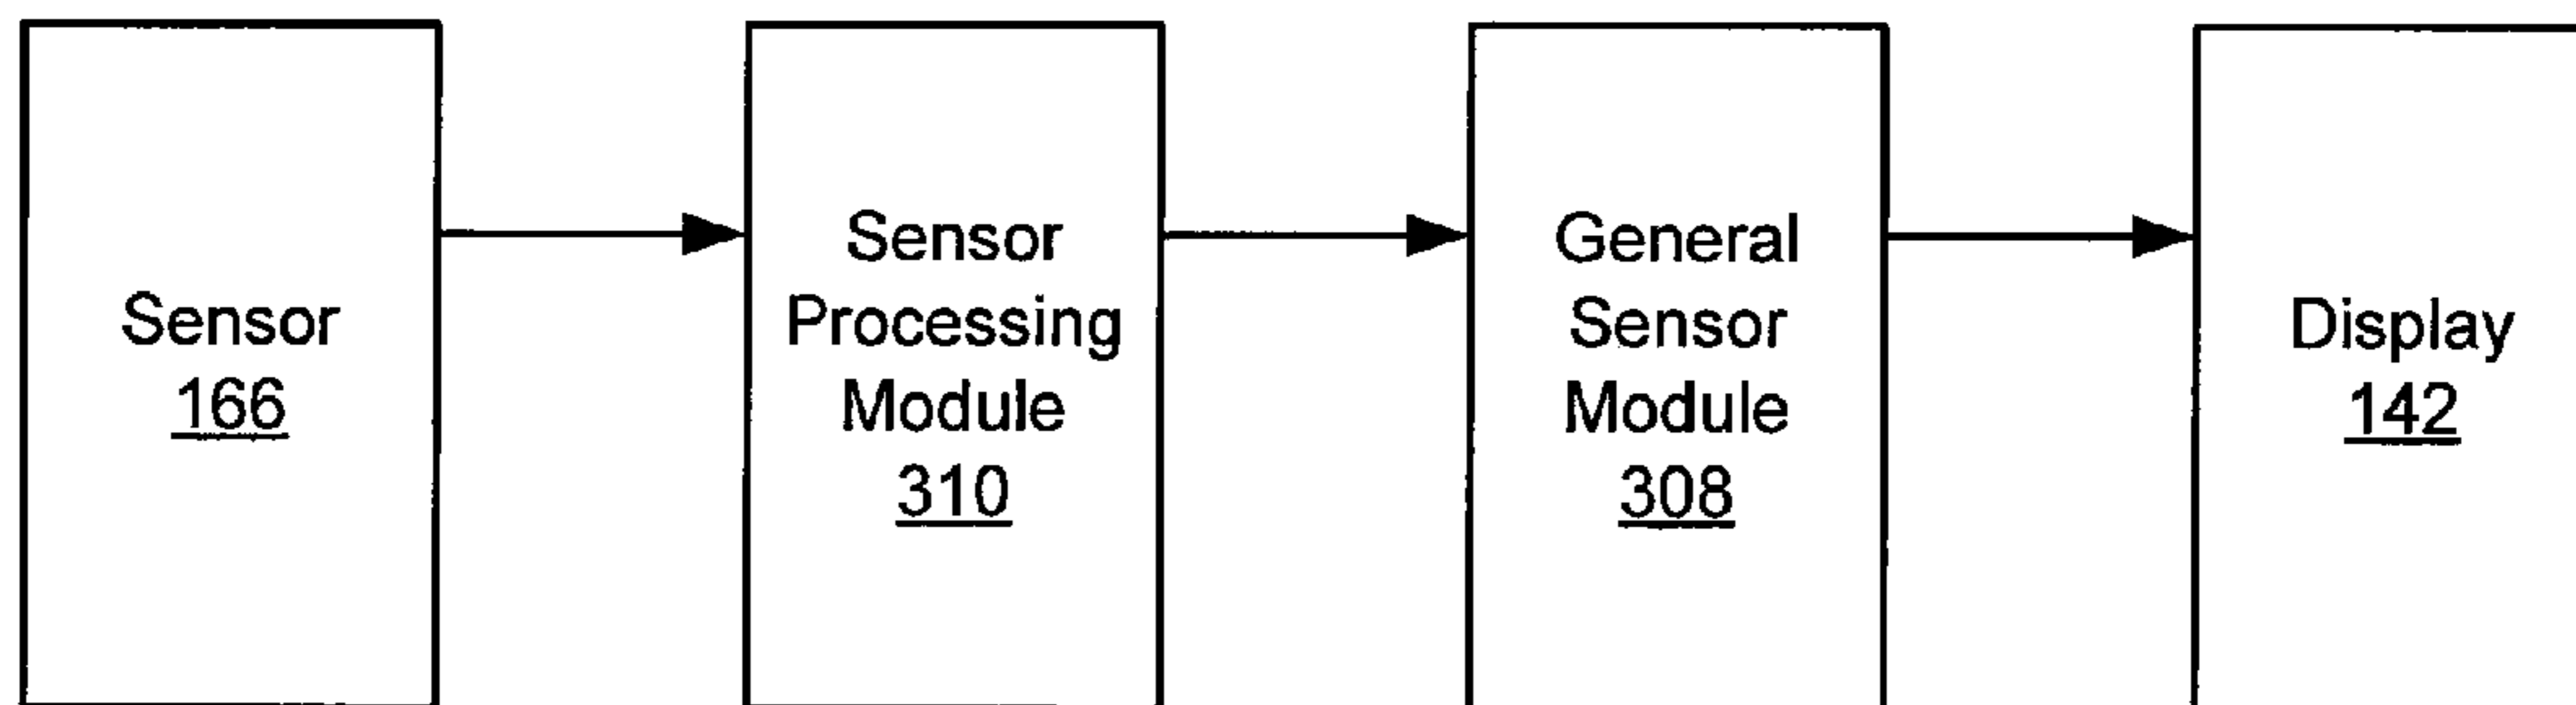 Sensor
166
Sensor
Processing
Module
310
General
Sensor
Module
308
Display
142